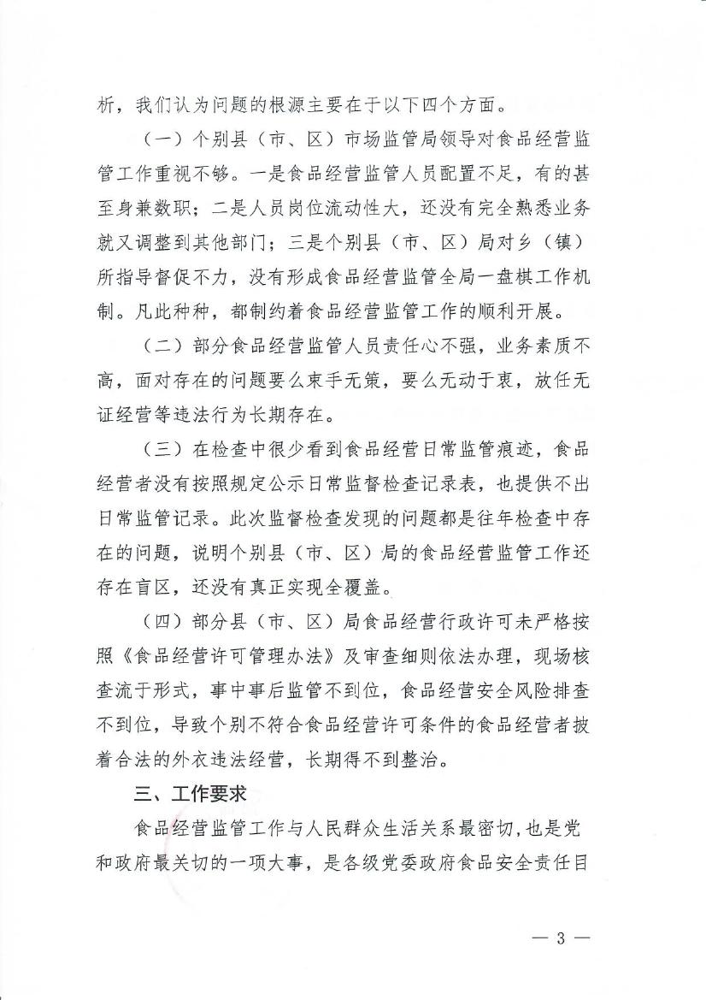 析，我们认为问题的根源主要在于以下四个方面。
（一）个别县（市、区）市场监管局领导对食品经营监
管工作重视不够。一是食品经营监管人员配置不足，有的甚
至身兼数职；二是人员岗位流动性大，还没有完全熟悉业务
就又调整到其他部门；三是个别县（市、区）局对乡（镇）
所指导督促不力，没有形成食品经营监管全局一盘棋工作机
制。凡此种种，都制约着食品经营监管工作的顺利开展。
（二）部分食品经营监管人员责任心不强，业务素质不
高，面对存在的问题要么束手无策，要么无动于衷，放任无
证经营等违法行为长期存在。
（三）在检查中很少看到食品经营日常监管痕迹，食品
经营者没有按照规定公示日常监督检查记录表，也提供不出
日常监管记录。此次监督检查发现的问题都是往年检查中存
在的问题，说明个别县（市、区）局的食品经营监管工作还
存在盲区，还没有真正实现全覆盖。
（四）部分县（市、区）局食品经营行政许可未严格按
照《食品经营许可管理办法》及审查细则依法办理，现场核
查流于形式，事中事后监管不到位，食品经营安全风险排查
不到位，导致个别不符合食品经营许可条件的食品经营者披
着合法的外衣违法经营，长期得不到整治。
三、工作要求
食品经营监管工作与人民群众生活关系最密切,也是党
和政府最关切的一项大事，是各级党委政府食品安全责任目
— 3 —